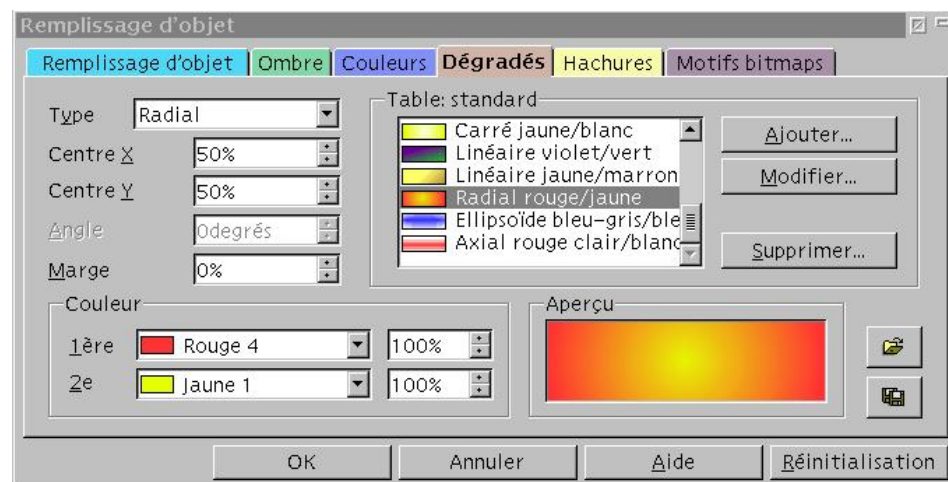 Remplissage d'objet
Remplissage d'objet Ombre Couleurs Dégradés Hachures Motifs bitmaps
Type Radial
Centre X 50%
Centre Y 50%
Angle 0degrés
Marge 0%
Table: standard
Carré jaune/blanc
Linéaire violet/vert
Linéaire jaune/marron
Radial rouge/jaune
Ellipsoïde bleu-gris/ble
Axial rouge clair/blanc
Ajouter...
Modifier...
Supprimer...
Couleur
1ère Rouge 4 100%
2e Jaune 1 100%
Aperçu
OK Annuler Aide Réinitialisation